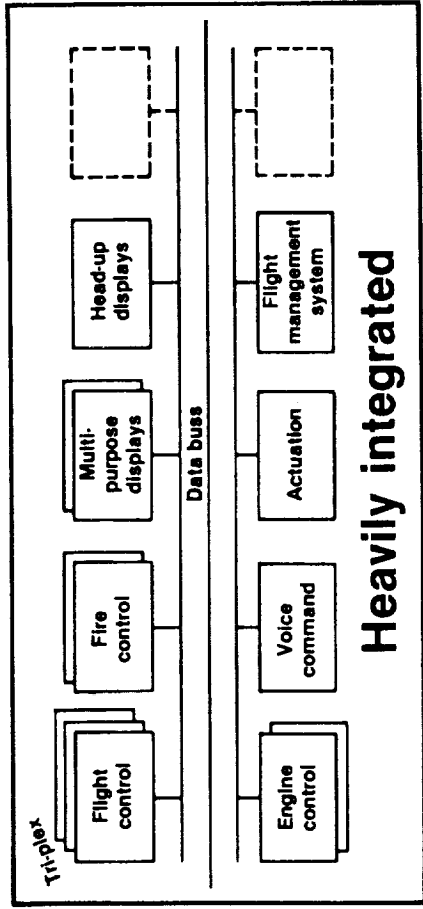 Tri-plex
Flight
control
Fire
control
Multi-
purpose
displays
Head-up
displays
Data buss
Engine
control
Voice
command
Actuation
Flight
management
system
Heavily integrated